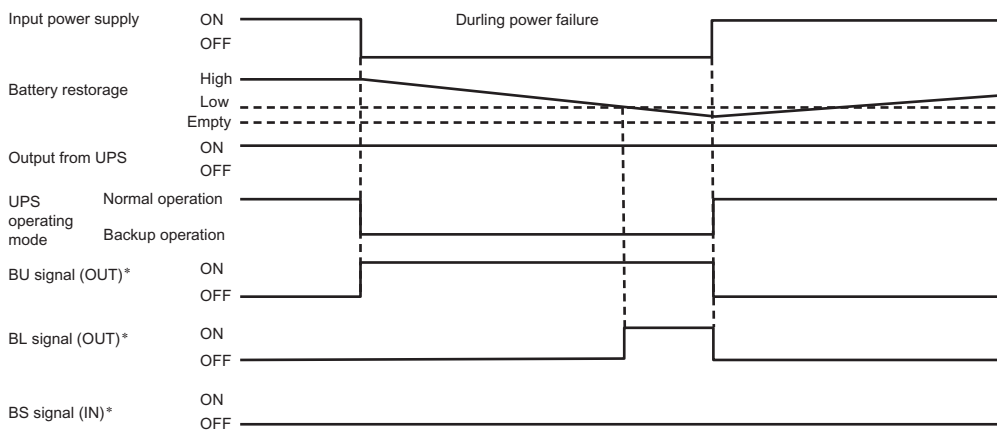 Input power supply
ON
OFF
Durling power failure
Battery restorage
High
Low
Empty
Output from UPS
ON
OFF
UPS
operating
mode
Normal operation
Backup operation
BU signal (OUT)*
ON
OFF
BL signal (OUT)*
ON
OFF
BS signal (IN)*
ON
OFF